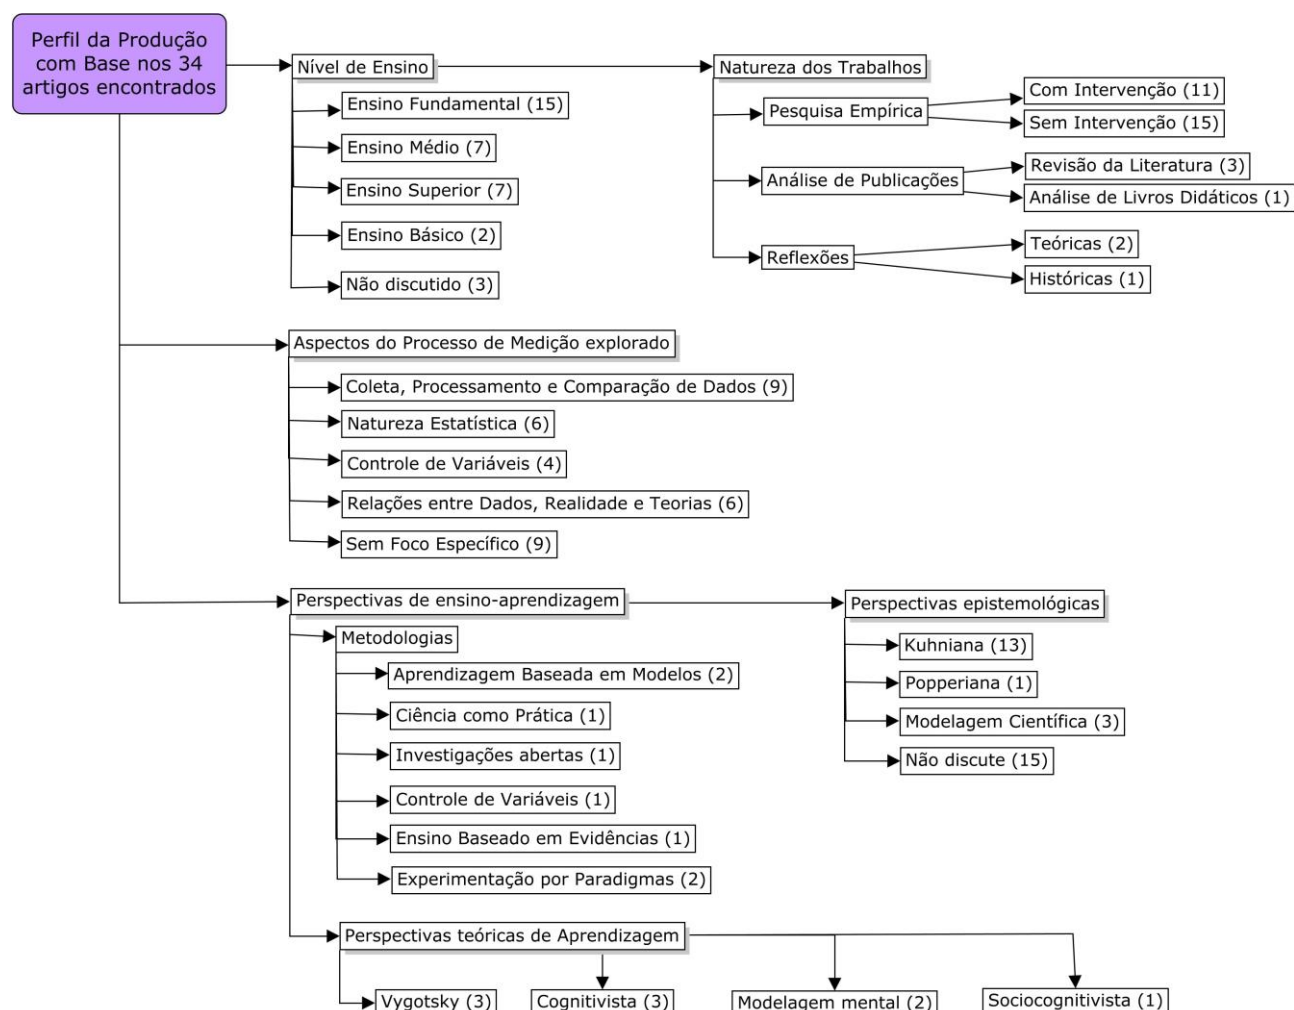 Perfil da Produção
com Base nos 34
artigos encontrados
Nível de Ensino
Ensino Fundamental (15)
Ensino Médio (7)
Ensino Superior (7)
Ensino Básico (2)
Não discutido (3)
Natureza dos Trabalhos
Pesquisa Empírica
Com Intervenção (11)
Sem Intervenção (15)
Análise de Publicações
Revisão da Literatura (3)
Análise de Livros Didáticos (1)
Reflexões
Teóricas (2)
Históricas (1)
Aspectos do Processo de Medição explorado
Coleta, Processamento e Comparação de Dados (9)
Natureza Estatística (6)
Controle de Variáveis (4)
Relações entre Dados, Realidade e Teorias (6)
Sem Foco Específico (9)
Perspectivas de ensino-aprendizagem
Metodologias
Aprendizagem Baseada em Modelos (2)
Ciência como Prática (1)
Investigações abertas (1)
Controle de Variáveis (1)
Ensino Baseado em Evidências (1)
Experimentação por Paradigmas (2)
Perspectivas epistemológicas
Kuhniana (13)
Popperiana (1)
Modelagem Científica (3)
Não discute (15)
Perspectivas teóricas de Aprendizagem
Vygotsky (3)
Cognitivista (3)
Modelagem mental (2)
Sociocognitivista (1)